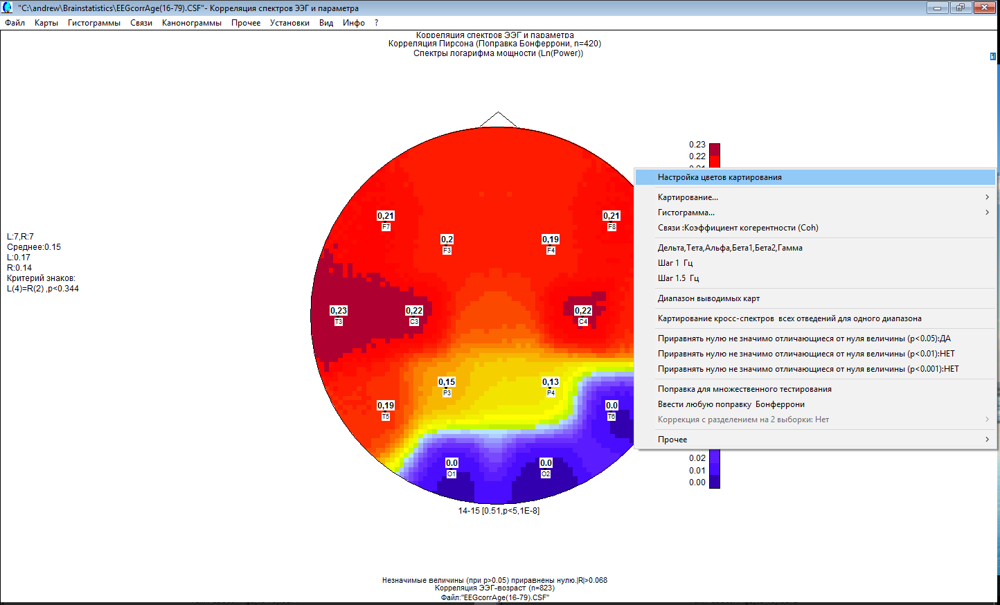 "C:\andrew\Brainstatistics\EEGcorrAge(16-79).CSF"- Корреляция спектров ЭЭГ и параметра
Файл Карты Гистограммы Связи Канонограммы Прочее Установки Вид Инфо ?
Корреляция спектров ЭЭГ и параметра
Корреляция Пирсона (Поправка Бонферрони, n=420)
Спектры логарифма мощности (Ln(Power))
1
L:7,R:7
Среднее:0.15
L:0.17
R:0.14
Критерий знаков:
L(4)=R(2) ,p<0.344
0,21
F7
0,21
F8
0,2
F3
0,19
F4
0,23
T3
0,22
C3
0,22
C4
0,15
P3
0,13
P4
0,19
T5
0.0
T6
0.0
O1
0.0
O2
14-15 [0.51,p<5,1E-8]
0.23
0.22
Настройка цветов картирования
Картирование...
Гистограмма...
Связи :Коэффициент когерентности (Coh)
Дельта,Тета,Альфа,Бета1,Бета2,Гамма
Шаг 1 Гц
Шаг 1.5 Гц
Диапазон выводимых карт
Картирование кросс-спектров всех отведений для одного диапазона
Приравнять нулю не значимо отличающиеся от нуля величины (p<0.05):ДА
Приравнять нулю не значимо отличающиеся от нуля величины (p<0.01):НЕТ
Приравнять нулю не значимо отличающиеся от нуля величины (p<0.001):НЕТ
Поправка для множественного тестирования
Ввести любую поправку Бонферрони
Коррекция с разделением на 2 выборки: Нет
Прочее
0.02
0.01
0.00
Незначимые величины (при p>0.05) приравнены нулю.|R|>0.068
Корреляция ЭЭГ-возраст (n=823)
Файл:"EEGcorrAge(16-79).CSF"